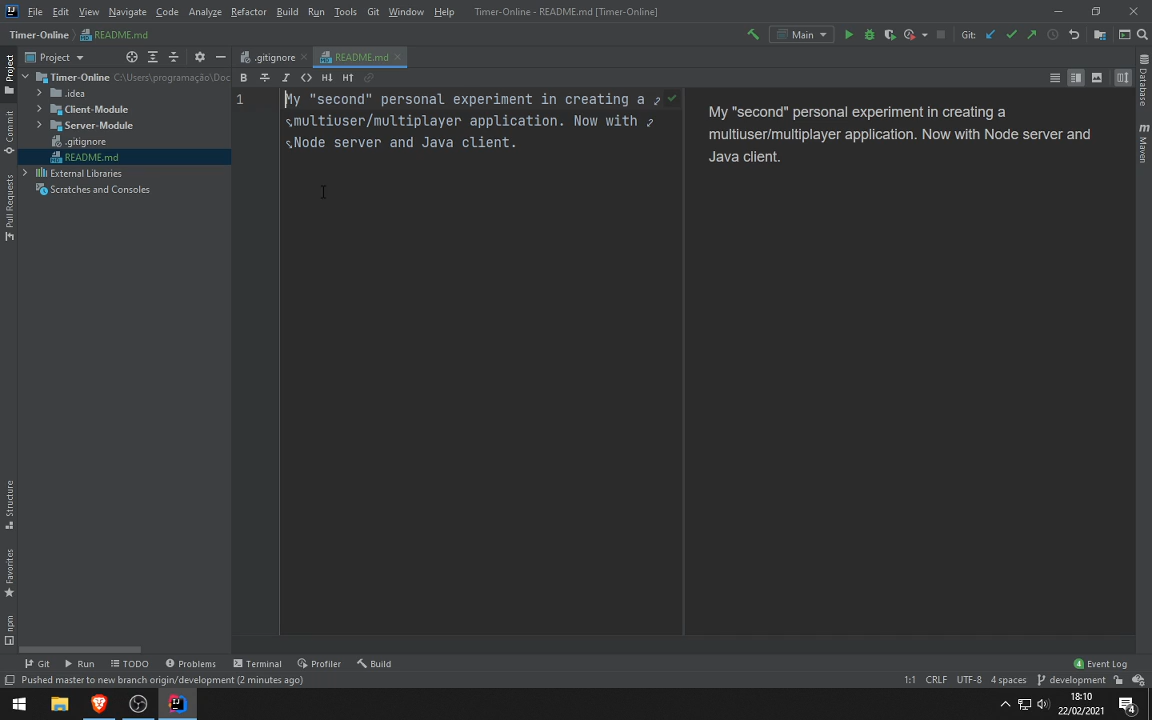 File Edit View Navigate Code Analyze Refactor Build Run Tools Git Window Help Timer-Online - README.md [Timer-Online]
Timer-Online README.md Main Git:
Project .gitignore README.md
Timer-Online C:\Users\programação\Doc
.idea
Client-Module
Server-Module
.gitignore
README.md
External Libraries
Scratches and Consoles
Project
Commit
Pull Requests
Structure
Favorites
npm
1
My "second" personal experiment in creating a
multiuser/multiplayer application. Now with
Node server and Java client.
My "second" personal experiment in creating a
multiuser/multiplayer application. Now with Node server and
Java client.
Database
m Maven
Git Run TODO Problems Terminal Profiler Build 4 Event Log
Pushed master to new branch origin/development (2 minutes ago) 1:1 CRLF UTF-8 4 spaces development
18:10
22/02/2021
4